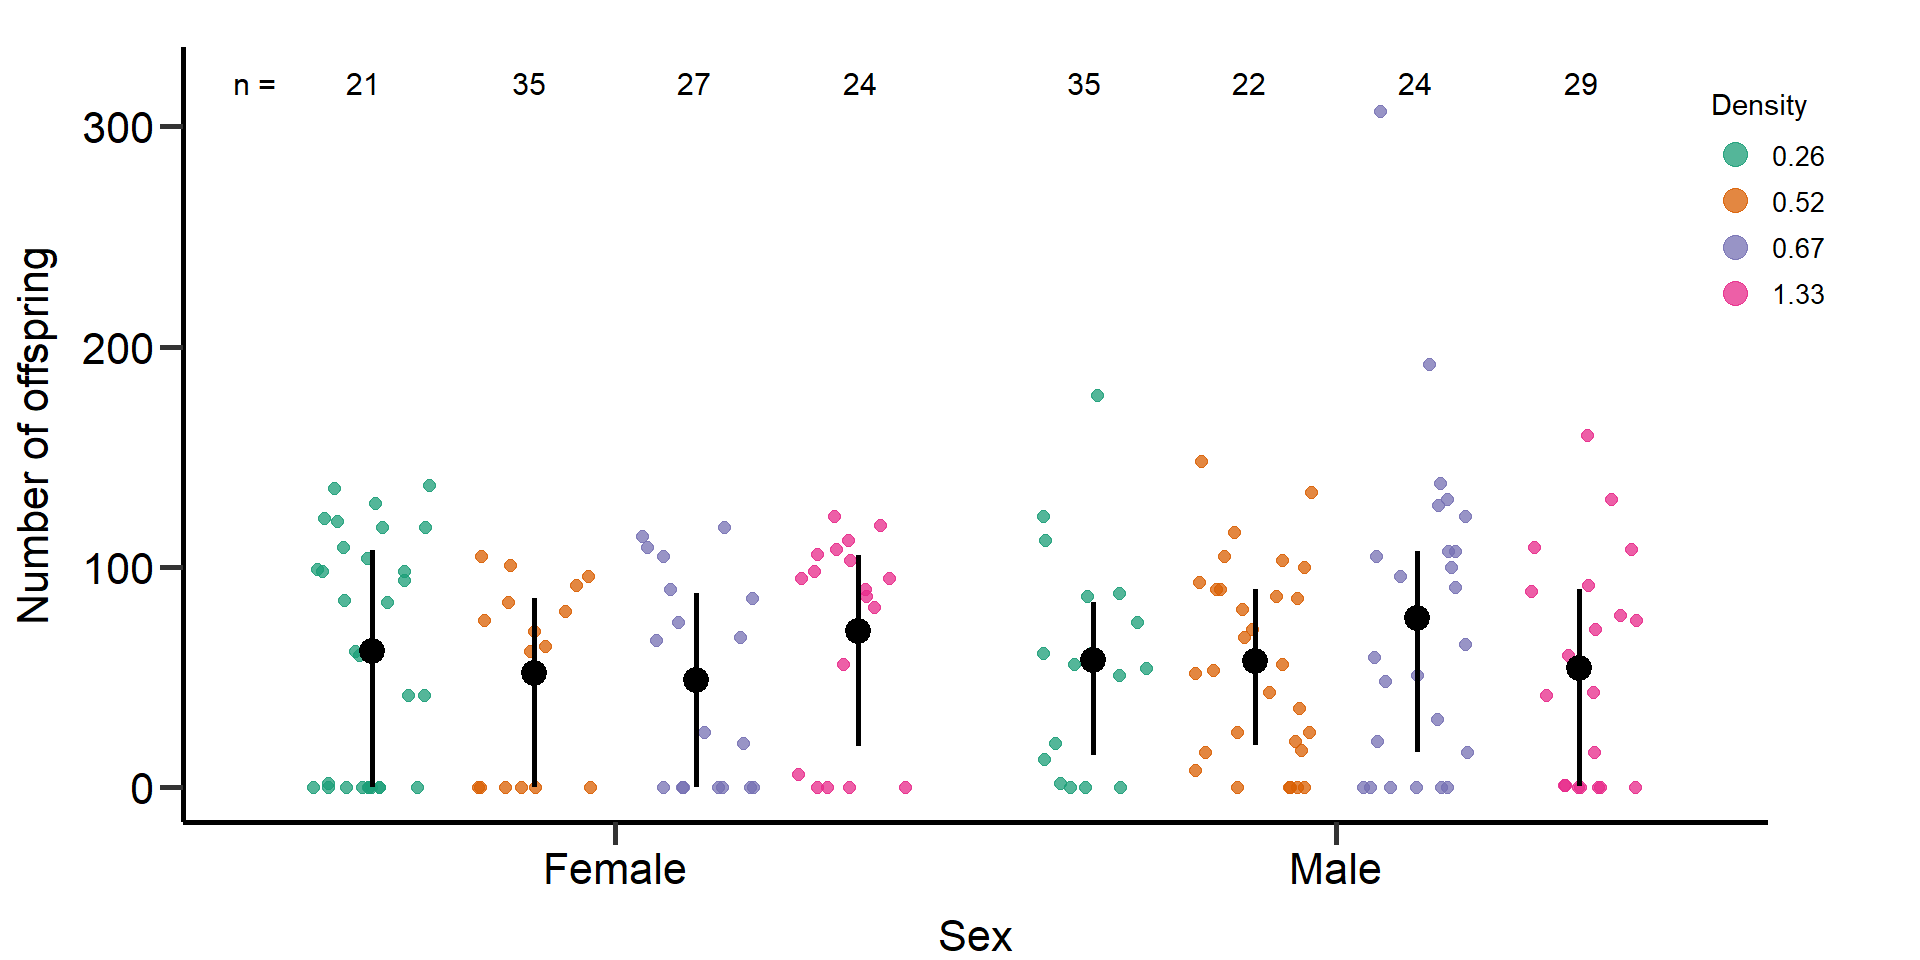 n = 21 35 27 24 35 22 24 29
Density
0.26
0.52
0.67
1.33
300
200
100
0
Number of offspring
Female Male
Sex